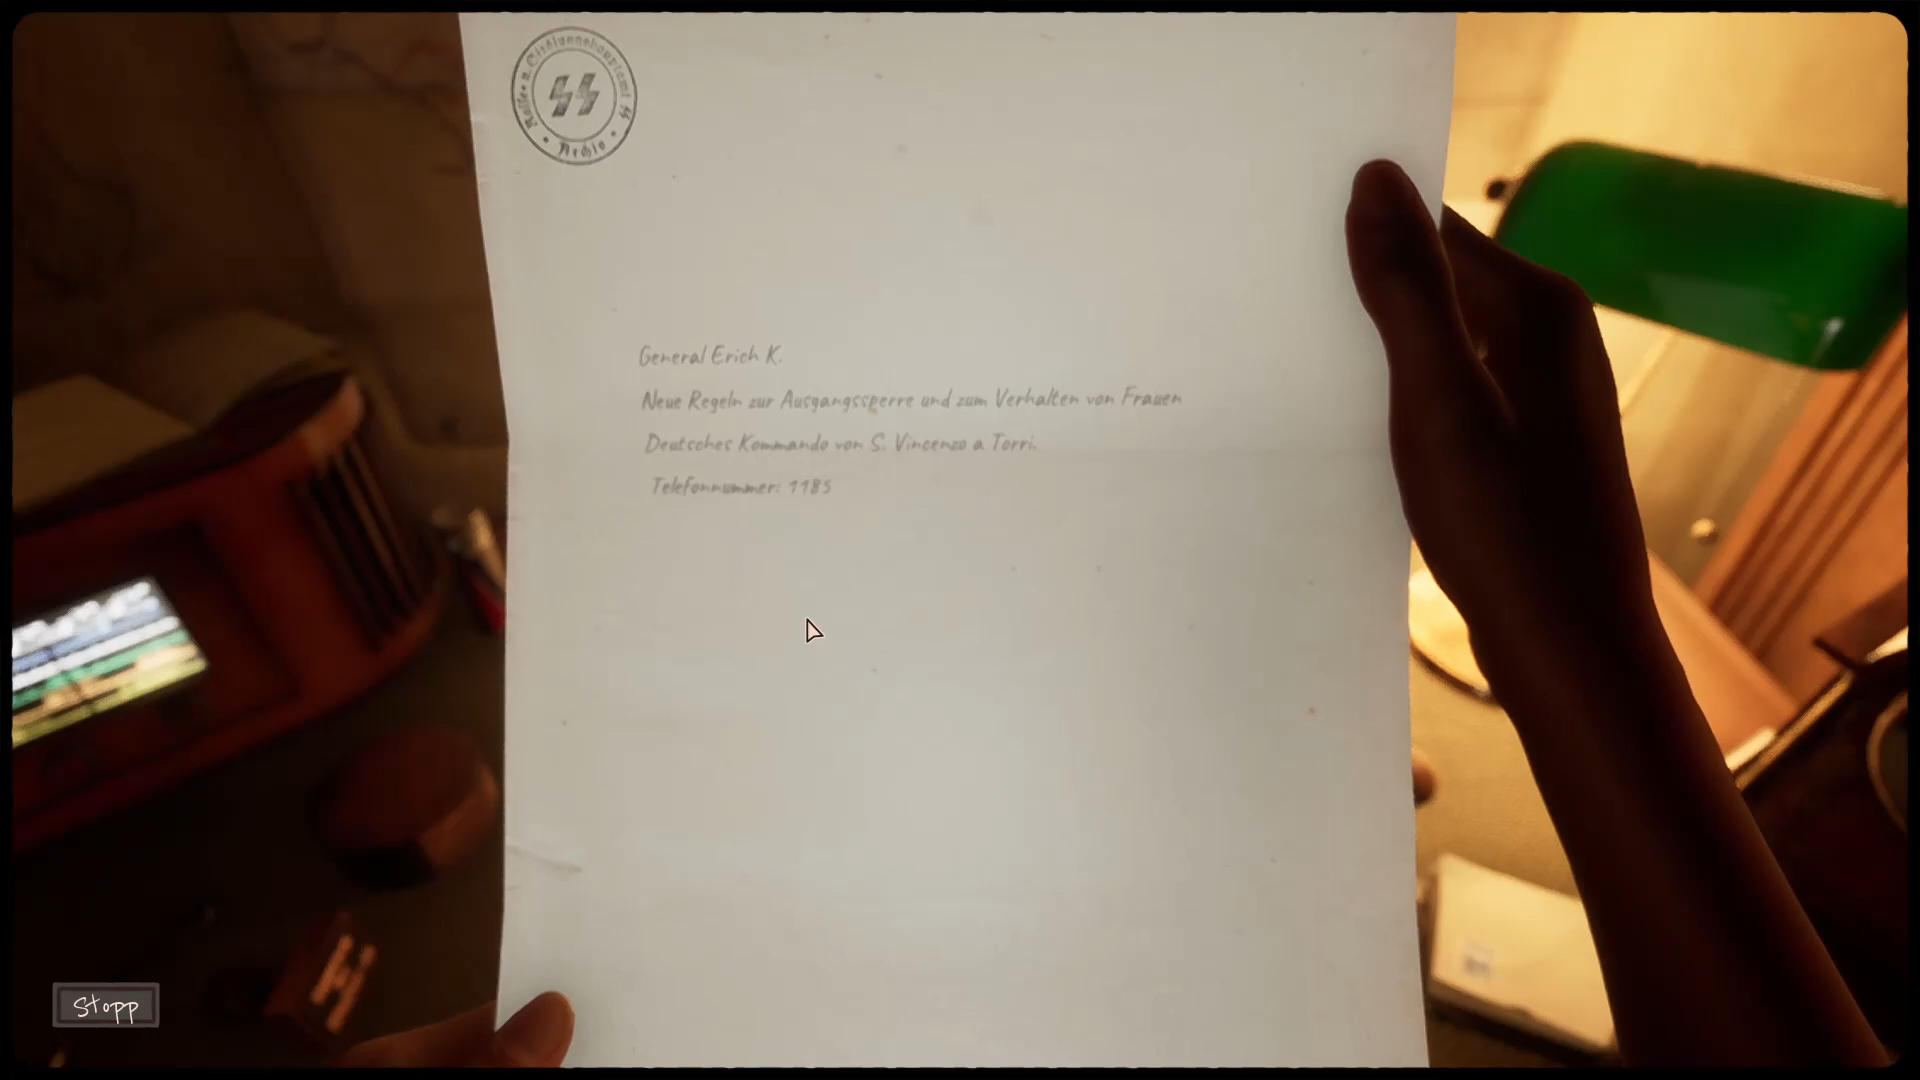 SS
General Erich K.
Neue Regeln zur Ausgangssperre und zum Verhalten von Frauen
Deutsches Kommando von S. Vincenzo a Torri.
Telefonnummer: 1185
Stopp